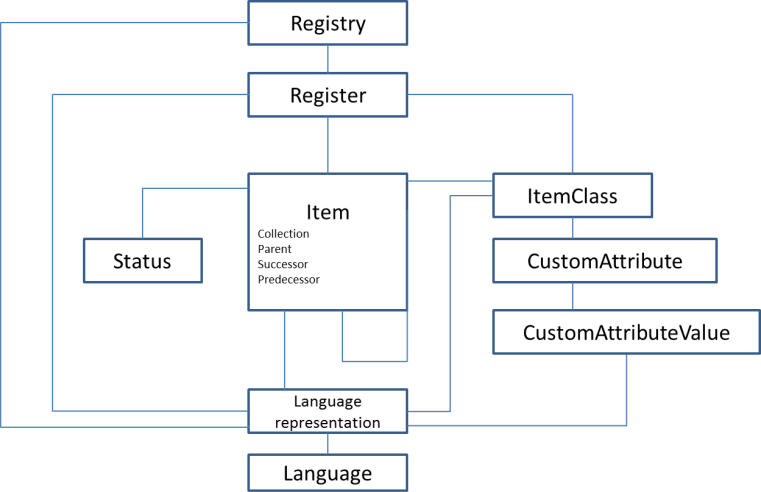 Registry
Register
Item
Collection
Parent
Successor
Predecessor
ItemClass
Status
CustomAttribute
CustomAttributeValue
Language
representation
Language